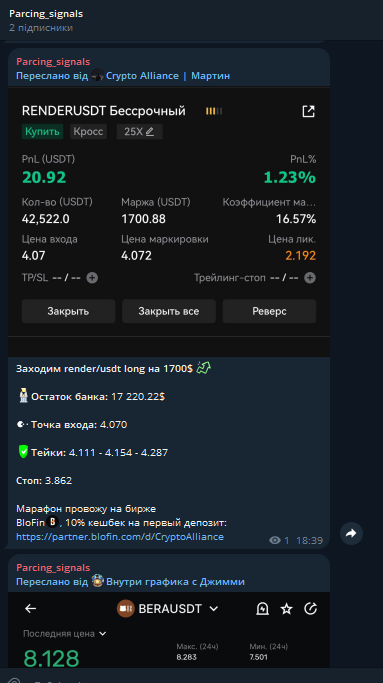 Parcing_signals
2 підписники
Parcing_signals
Переслано від Crypto Alliance | Мартин
RENDERUSDT Бессрочный
Купить Кросс 25X
PnL (USDT) PnL%
20.92 1.23%
Кол-во (USDT) Маржа (USDT) Коэффициент ма...
42,522.0 1700.88 16.57%
Цена входа Цена маркировки Цена лик.
4.07 4.072 2.192
TP/SL -- / -- Трейлинг-стоп -- / --
Закрыть Закрыть все Реверс
Заходим render/usdt long на 1700$
Остаток банка: 17 220.22$
Точка входа: 4.070
Тейки: 4.111 - 4.154 - 4.287
Стоп: 3.862
Марафон провожу на бирже
BloFin B. 10% кешбек на первый депозит:
https://partner.blofin.com/d/CryptoAlliance
1 18:39
Parcing_signals
Переслано від Внутри графика с Джимми
BERAUSDT
Последняя цена Макс. (24ч) Мин. (24ч)
8.128 8.283 7.501